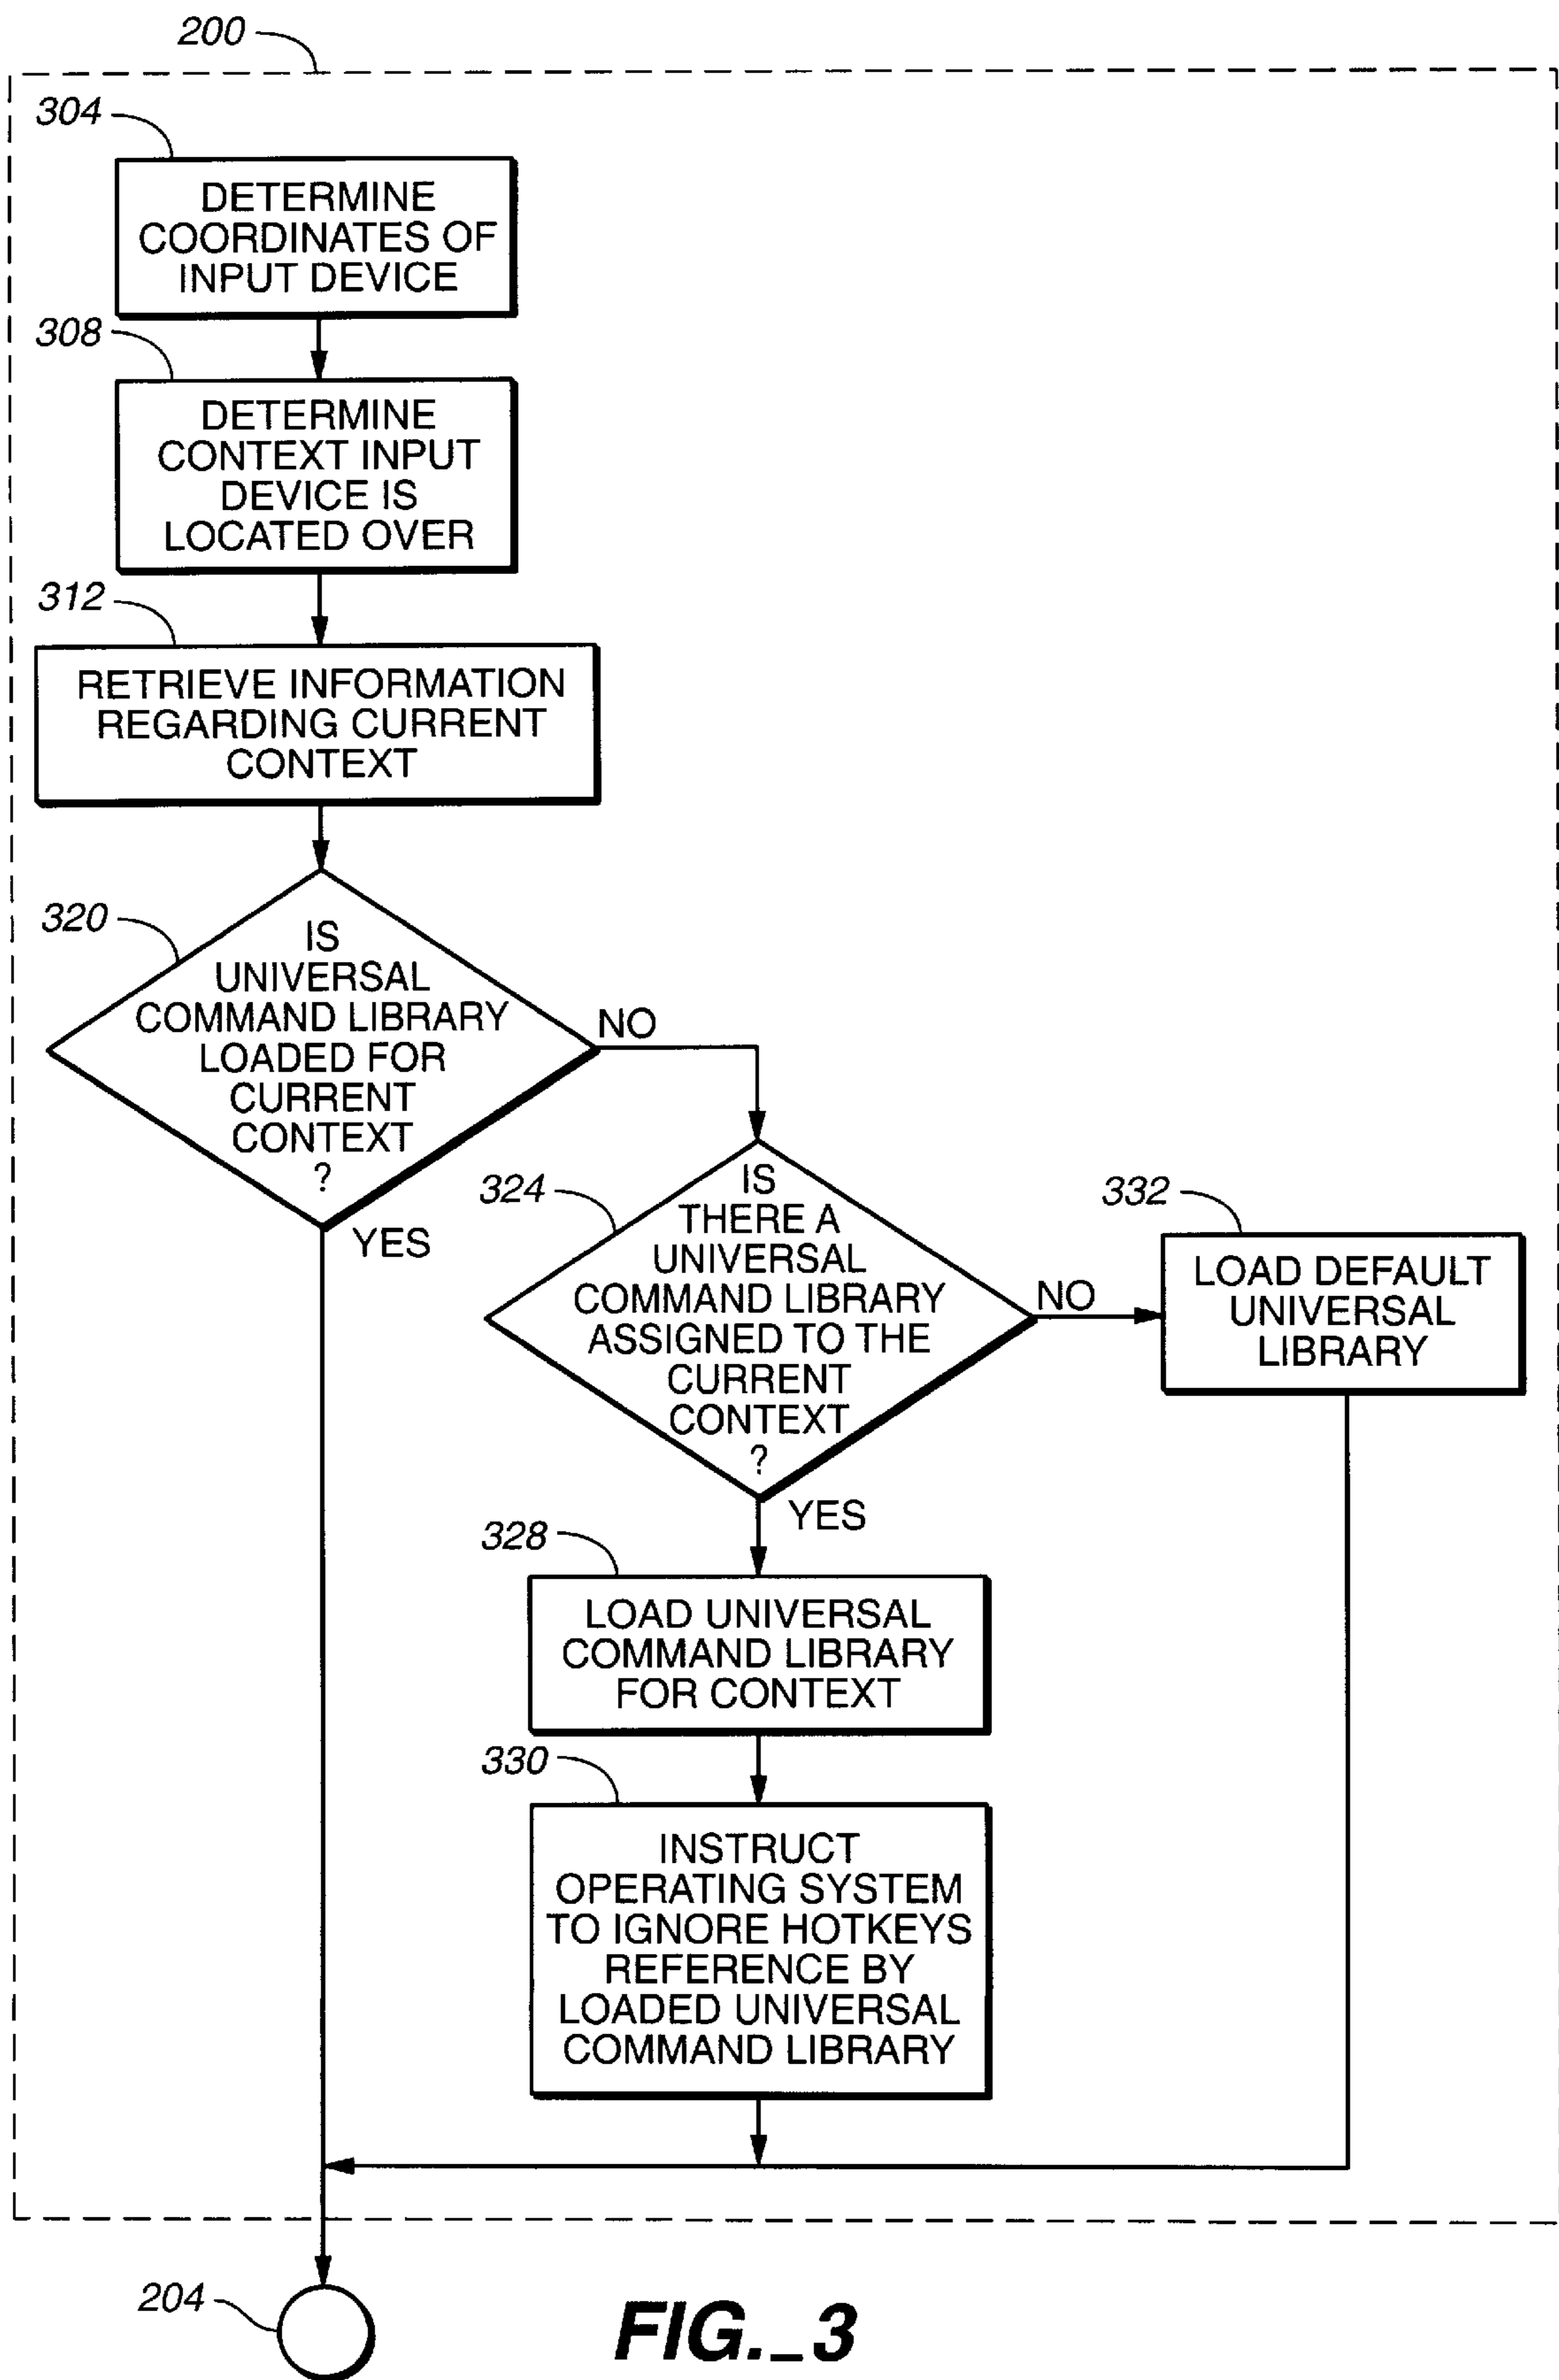 200
304
DETERMINE
COORDINATES OF
INPUT DEVICE
308
DETERMINE
CONTEXT INPUT
DEVICE IS
LOCATED OVER
312
RETRIEVE INFORMATION
REGARDING CURRENT
CONTEXT
320
IS
UNIVERSAL
COMMAND LIBRARY
LOADED FOR
CURRENT
CONTEXT
?
NO
YES
324
IS
THERE A
UNIVERSAL
COMMAND LIBRARY
ASSIGNED TO THE
CURRENT
CONTEXT
?
NO
YES
332
LOAD DEFAULT
UNIVERSAL
LIBRARY
328
LOAD UNIVERSAL
COMMAND LIBRARY
FOR CONTEXT
330
INSTRUCT
OPERATING SYSTEM
TO IGNORE HOTKEYS
REFERENCE BY
LOADED UNIVERSAL
COMMAND LIBRARY
204
FIG._3